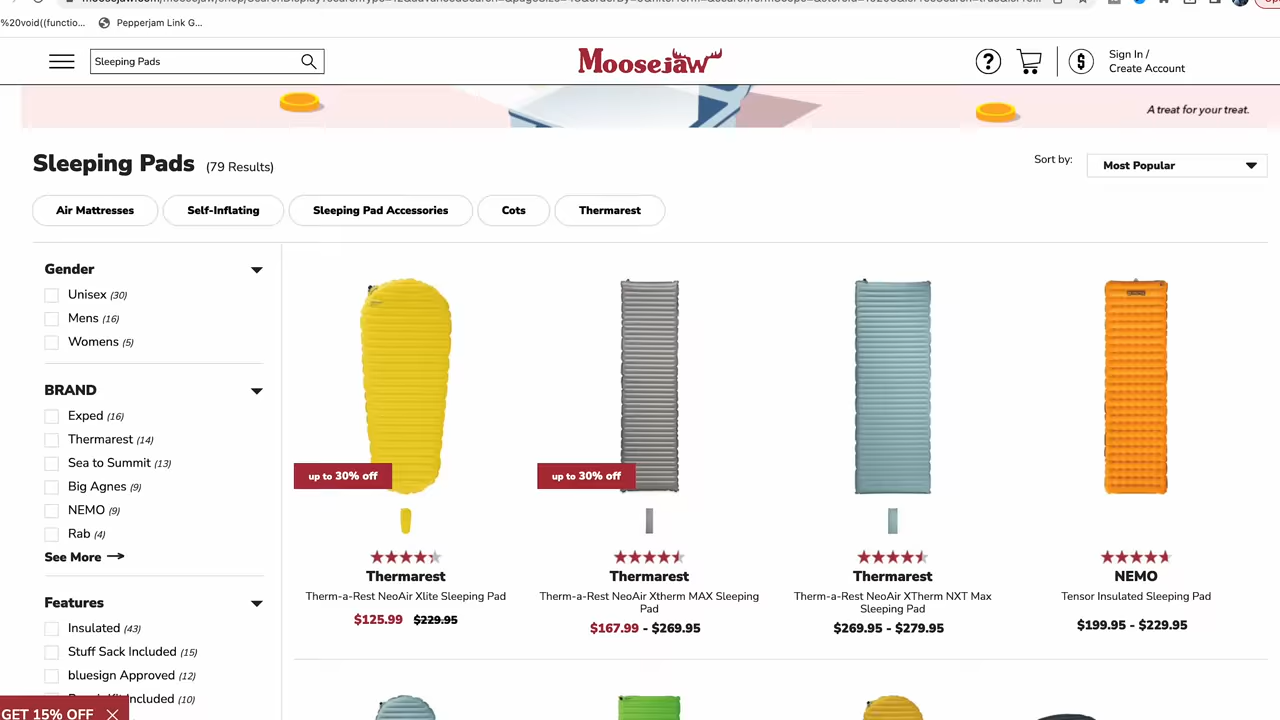 %20void((functio...
Pepperjam Link G...
Sleeping Pads
Moosejaw
?
$
Sign In /
Create Account
A treat for your treat.
Sleeping Pads (79 Results)
Sort by:
Most Popular
Air Mattresses
Self-Inflating
Sleeping Pad Accessories
Cots
Thermarest
Gender
Unisex (30)
Mens (16)
Womens (5)
BRAND
Exped (16)
Thermarest (14)
Sea to Summit (13)
Big Agnes (9)
NEMO (9)
Rab (4)
See More
Features
Insulated (43)
Stuff Sack Included (15)
bluesign Approved (12)
Included (10)
GET 15% OFF
up to 30% off
Thermarest
Therm-a-Rest NeoAir Xlite Sleeping Pad
$125.99 $229.95
up to 30% off
Thermarest
Therm-a-Rest NeoAir Xtherm MAX Sleeping
Pad
$167.99 - $269.95
Thermarest
Therm-a-Rest NeoAir XTherm NXT Max
Sleeping Pad
$269.95 - $279.95
NEMO
Tensor Insulated Sleeping Pad
$199.95 - $229.95